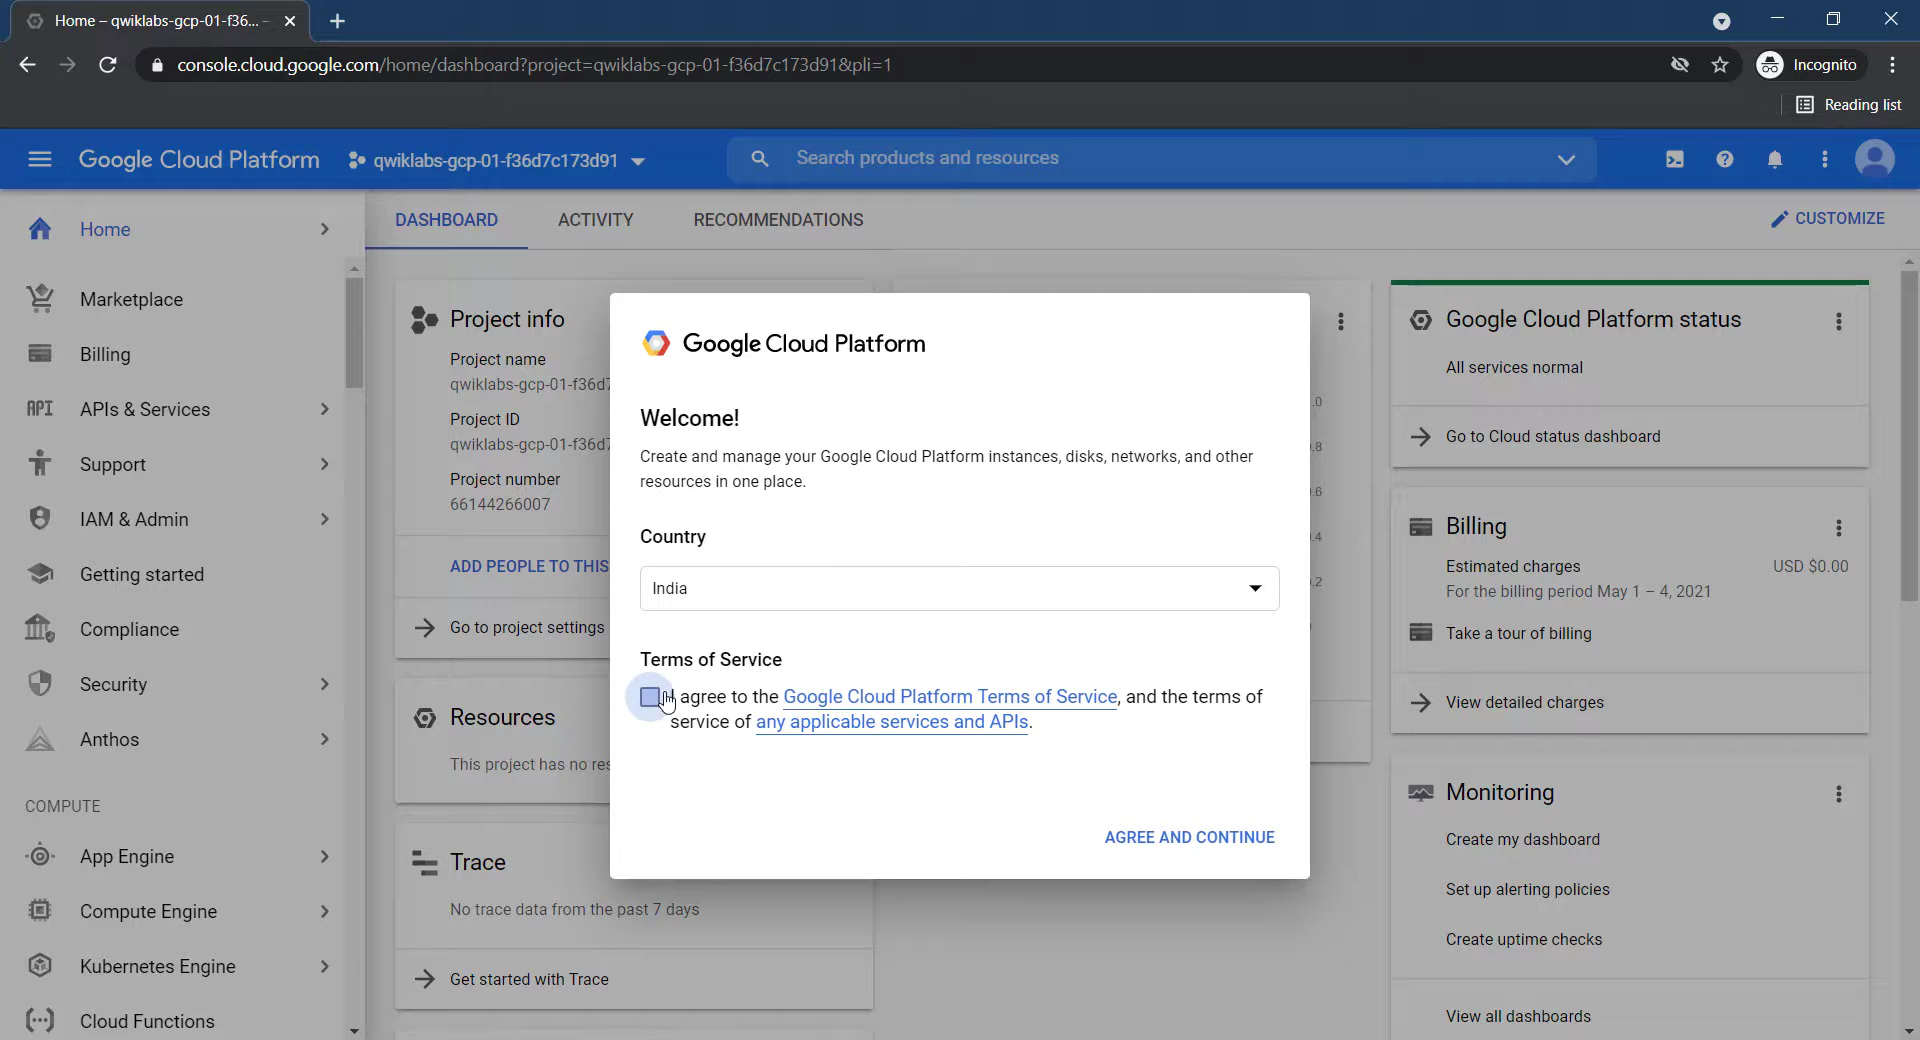 Home – qwiklabs-gcp-01-f36...
console.cloud.google.com/home/dashboard?project=qwiklabs-gcp-01-f36d7c173d91&pli=1
Incognito
Reading list
Google Cloud Platform
qwiklabs-gcp-01-f36d7c173d91
Search products and resources
Home
Marketplace
Billing
API APIs & Services
Support
IAM & Admin
Getting started
Compliance
Security
Anthos
COMPUTE
App Engine
Compute Engine
Kubernetes Engine
Cloud Functions
DASHBOARD
ACTIVITY
RECOMMENDATIONS
CUSTOMIZE
Project info
Project name
qwiklabs-gcp-01-f36d7
Project ID
qwiklabs-gcp-01-f36d7
Project number
66144266007
ADD PEOPLE TO THIS
Go to project settings
Resources
This project has no res
Trace
No trace data from the past 7 days
Get started with Trace
Google Cloud Platform
Welcome!
Create and manage your Google Cloud Platform instances, disks, networks, and other
resources in one place.
Country
India
Terms of Service
I agree to the Google Cloud Platform Terms of Service, and the terms of
service of any applicable services and APIs.
AGREE AND CONTINUE
.0
.8
.6
.4
.2
Google Cloud Platform status
All services normal
Go to Cloud status dashboard
Billing
Estimated charges
USD $0.00
For the billing period May 1 – 4, 2021
Take a tour of billing
View detailed charges
Monitoring
Create my dashboard
Set up alerting policies
Create uptime checks
View all dashboards